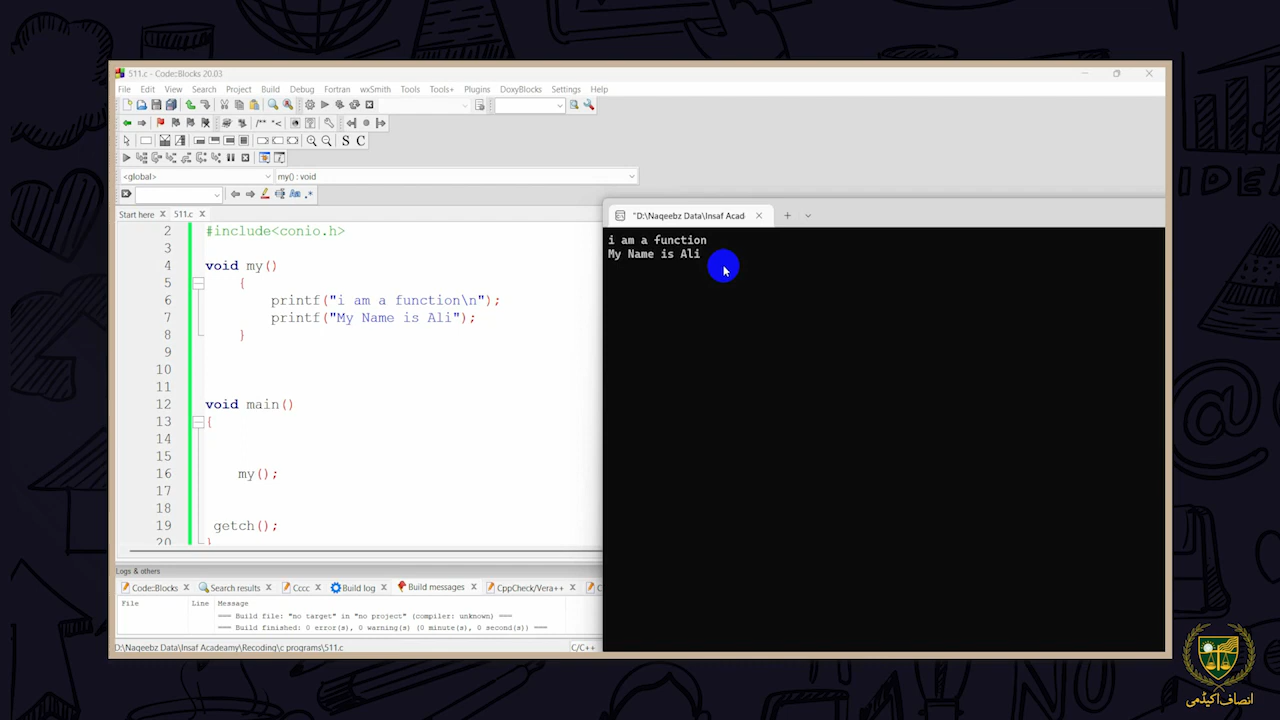 511.c - Code::Blocks 20.03
File Edit View Search Project Build Debug Fortran wxSmith Tools Tools+ Plugins DoxyBlocks Settings Help
S C
<global> my() : void
Aa .*
Start here 511.c
2 #include<conio.h>
3
4 void my()
5 {
6 printf("i am a function\n");
7 printf("My Name is Ali");
8 }
9
10
11
12 void main()
13 {
14
15
16 my();
17
18
19 getch();
20 }
"D:\Naqeebz Data\Insaf Acad
i am a function
My Name is Ali
Logs & others
Code::Blocks Search results Cccc Build log Build messages CppCheck/Vera++ C
File Line Message
=== Build file: "no target" in "no project" (compiler: unknown) ===
=== Build finished: 0 error(s), 0 warning(s) (0 minute(s), 0 second(s)) ===
D:\Naqeebz Data\Insaf Acadeamy\Recoding\c programs\511.c C/C++
IDEA
انصاف اکیڈمی